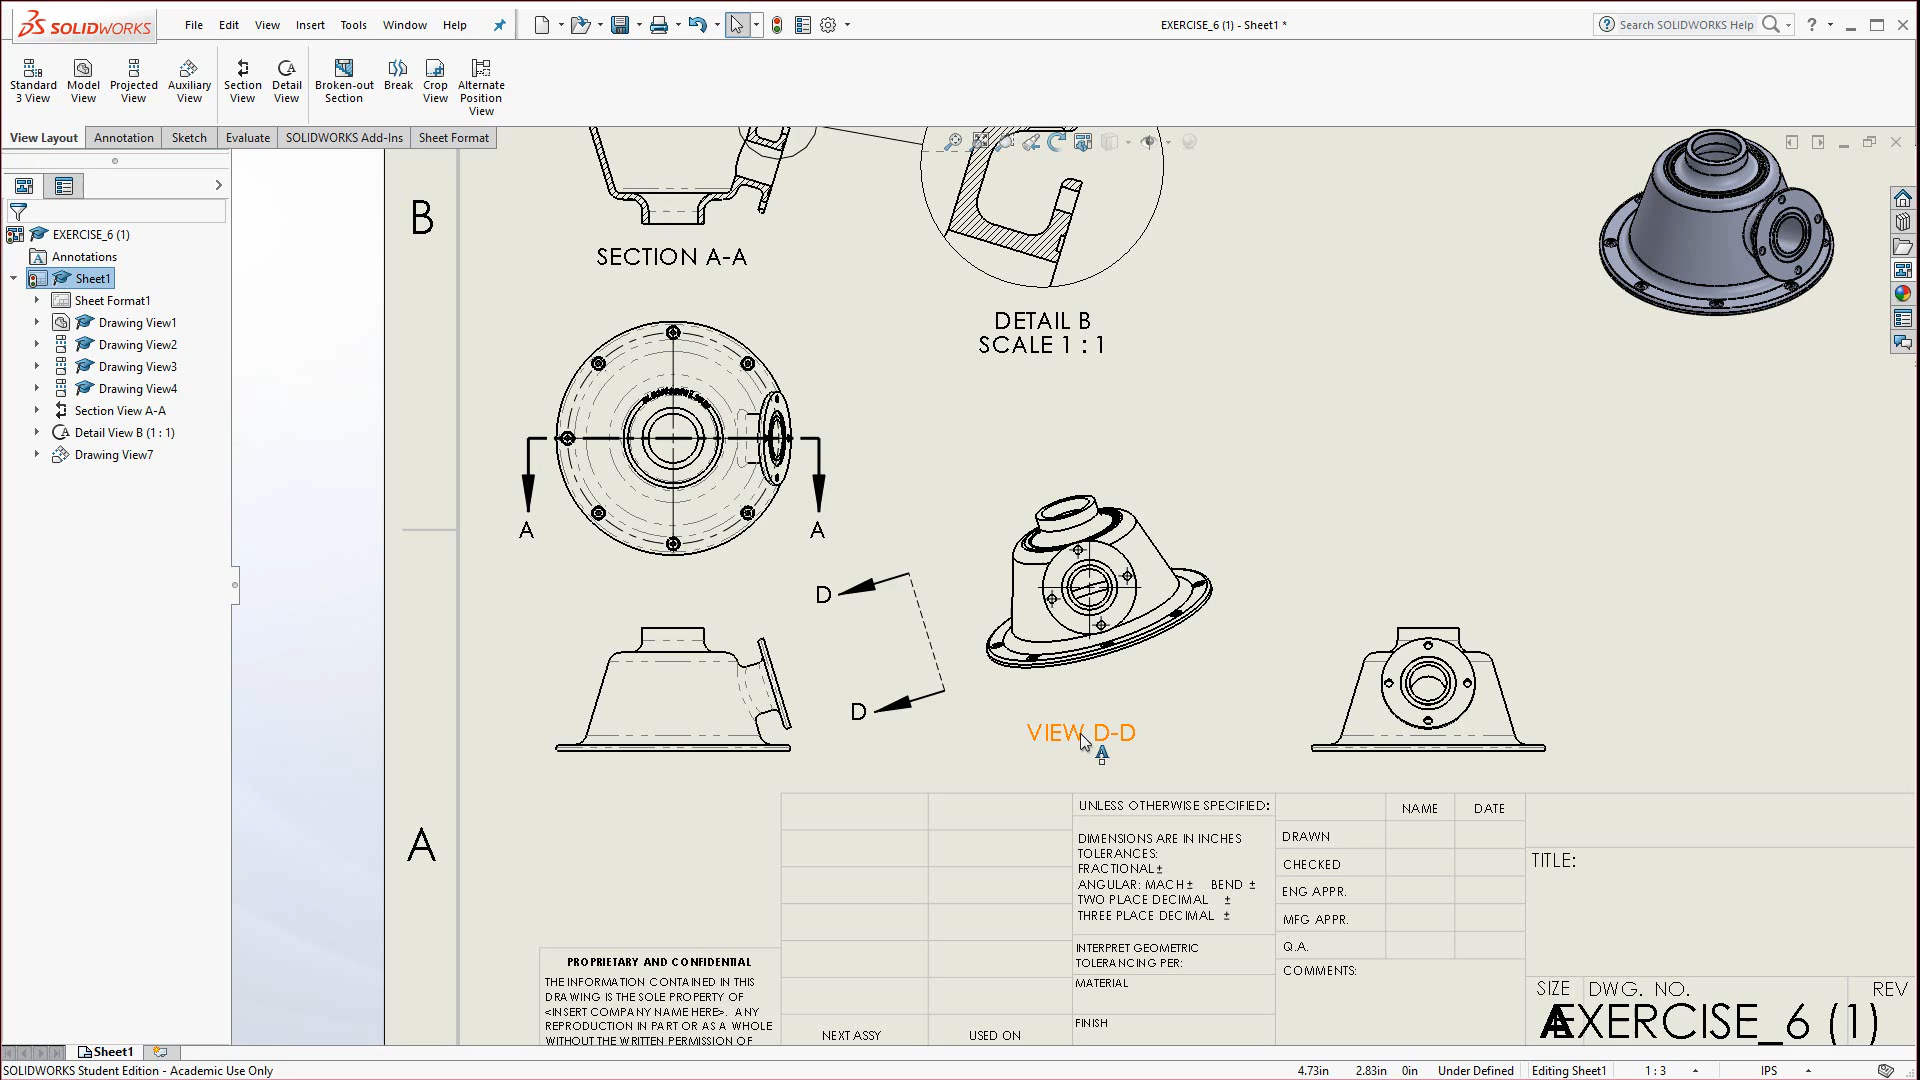 SOLIDWORKS
File Edit View Insert Tools Window Help
EXERCISE_6 (1) - Sheet1 *
Search SOLIDWORKS Help
?
Standard 3 View
Model View
Projected View
Auxiliary View
Section View
Detail View
Broken-out Section
Break
Crop View
Alternate Position View
View Layout
Annotation
Sketch
Evaluate
SOLIDWORKS Add-Ins
Sheet Format
EXERCISE_6 (1)
Annotations
Sheet1
Sheet Format1
Drawing View1
Drawing View2
Drawing View3
Drawing View4
Section View A-A
Detail View B (1 : 1)
Drawing View7
B
SECTION A-A
DETAIL B
SCALE 1 : 1
A A
D
D
VIEW D-D
A
UNLESS OTHERWISE SPECIFIED:
DIMENSIONS ARE IN INCHES
TOLERANCES:
FRACTIONAL±
ANGULAR: MACH± BEND ±
TWO PLACE DECIMAL ±
THREE PLACE DECIMAL ±
INTERPRET GEOMETRIC
TOLERANCING PER:
MATERIAL
FINISH
NAME DATE
DRAWN
CHECKED
ENG APPR.
MFG APPR.
Q.A.
COMMENTS:
TITLE:
SIZE DWG. NO. REV
A EXERCISE_6 (1)
PROPRIETARY AND CONFIDENTIAL
THE INFORMATION CONTAINED IN THIS
DRAWING IS THE SOLE PROPERTY OF
<INSERT COMPANY NAME HERE>. ANY
REPRODUCTION IN PART OR AS A WHOLE
WITHOUT THE WRITTEN PERMISSION OF
NEXT ASSY USED ON
Sheet1
SOLIDWORKS Student Edition - Academic Use Only
4.73in 2.83in 0in Under Defined Editing Sheet1 1 : 3 IPS